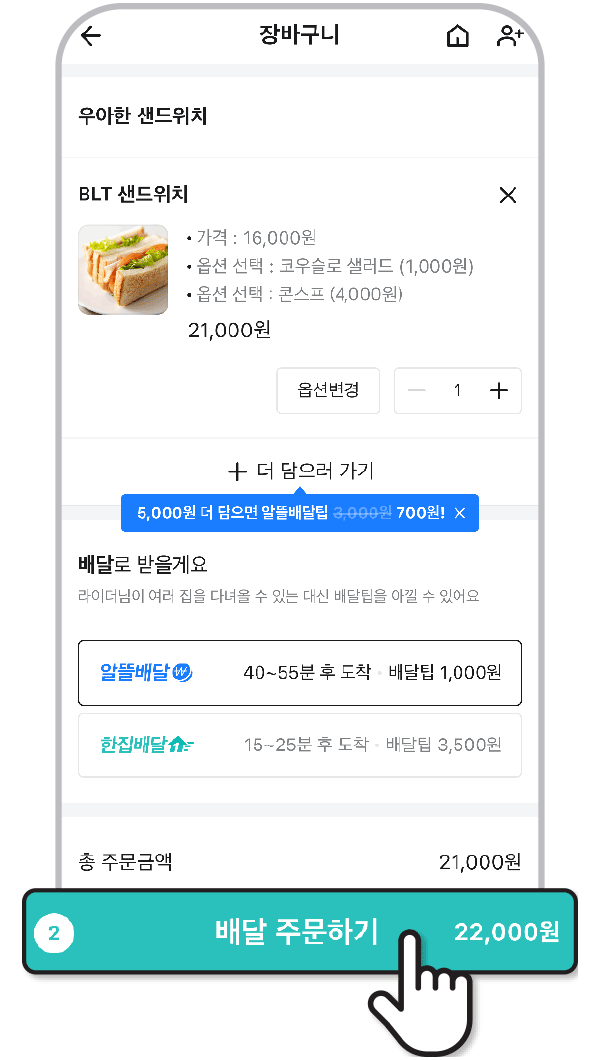 장바구니
우아한 샌드위치
BLT 샌드위치
• 가격 : 16,000원
• 옵션 선택 : 코우슬로 샐러드 (1,000원)
• 옵션 선택 : 콘스프 (4,000원)
21,000원
옵션변경 — 1 +
+ 더 담으러 가기
5,000원 더 담으면 알뜰배달팁 3,000원 700원! ×
배달로 받을게요
라이더님이 여러 집을 다녀올 수 있는 대신 배달팁을 아낄 수 있어요
알뜰배달 40~55분 후 도착 • 배달팁 1,000원
한집배달 15~25분 후 도착 • 배달팁 3,500원
총 주문금액 21,000원
2 배달 주문하기 22,000원